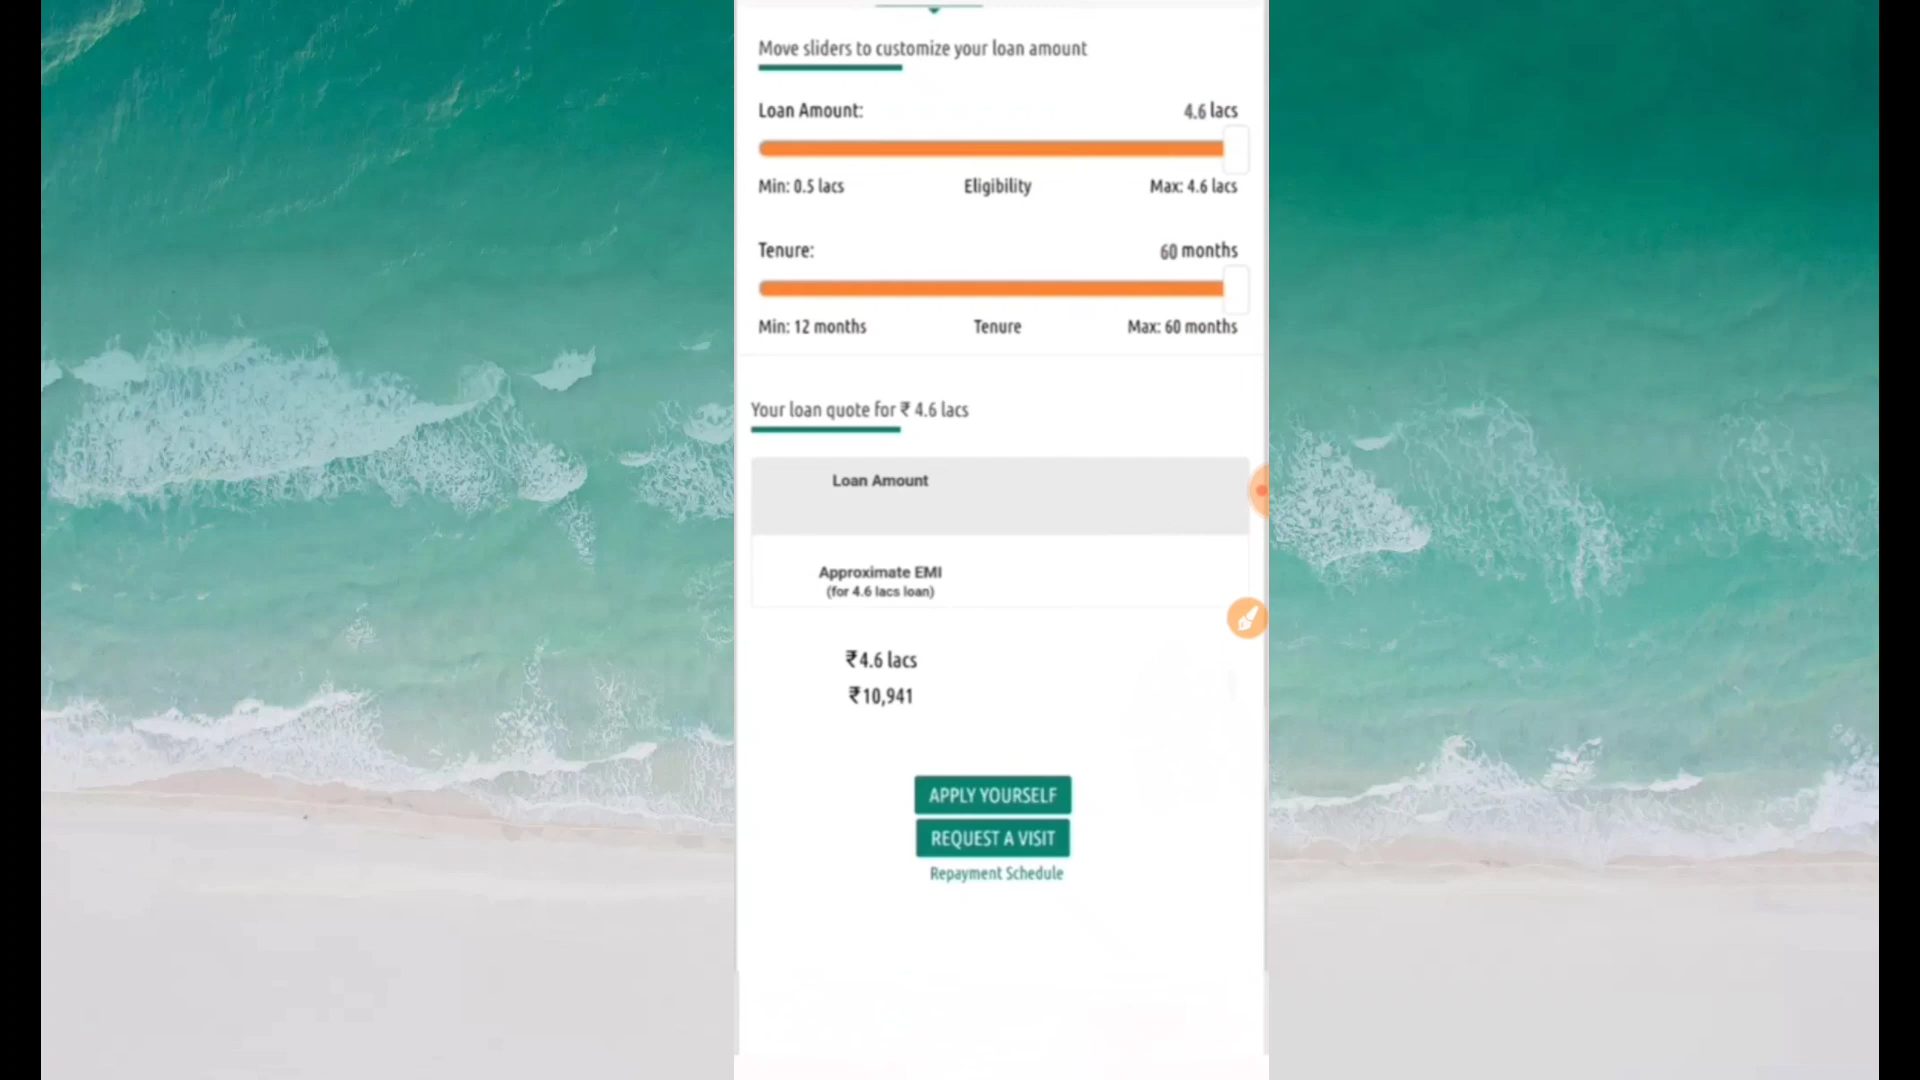 Move sliders to customize your loan amount
Loan Amount: 4.6 lacs
Min: 0.5 lacs Eligibility Max: 4.6 lacs
Tenure: 60 months
Min: 12 months Tenure Max: 60 months
Your loan quote for ₹ 4.6 lacs
Loan Amount
Approximate EMI
(for 4.6 lacs loan)
₹4.6 lacs
₹10,941
APPLY YOURSELF
REQUEST A VISIT
Repayment Schedule